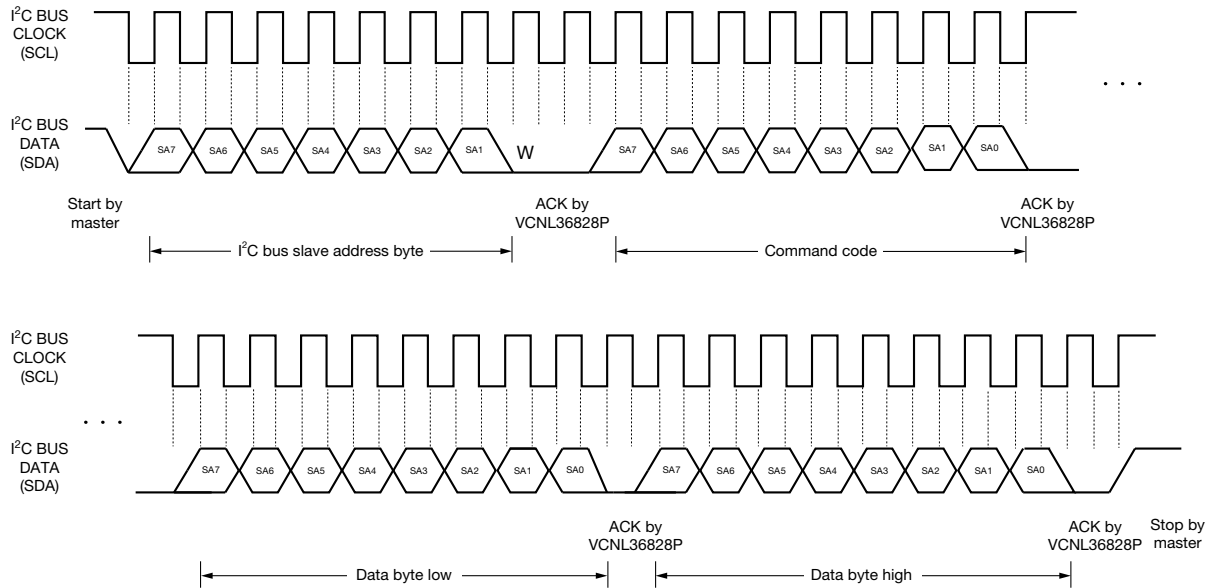 I²C BUS
CLOCK
(SCL)
. . .
I²C BUS
DATA
(SDA)
SA7 SA6 SA5 SA4 SA3 SA2 SA1 W SA7 SA6 SA5 SA4 SA3 SA2 SA1 SA0
Start by
master
ACK by
VCNL36828P
ACK by
VCNL36828P
I²C bus slave address byte
Command code
I²C BUS
CLOCK
(SCL)
. . .
I²C BUS
DATA
(SDA)
SA7 SA6 SA5 SA4 SA3 SA2 SA1 SA0 SA7 SA6 SA5 SA4 SA3 SA2 SA1 SA0
ACK by
VCNL36828P
ACK by
VCNL36828P
Stop by
master
Data byte low
Data byte high